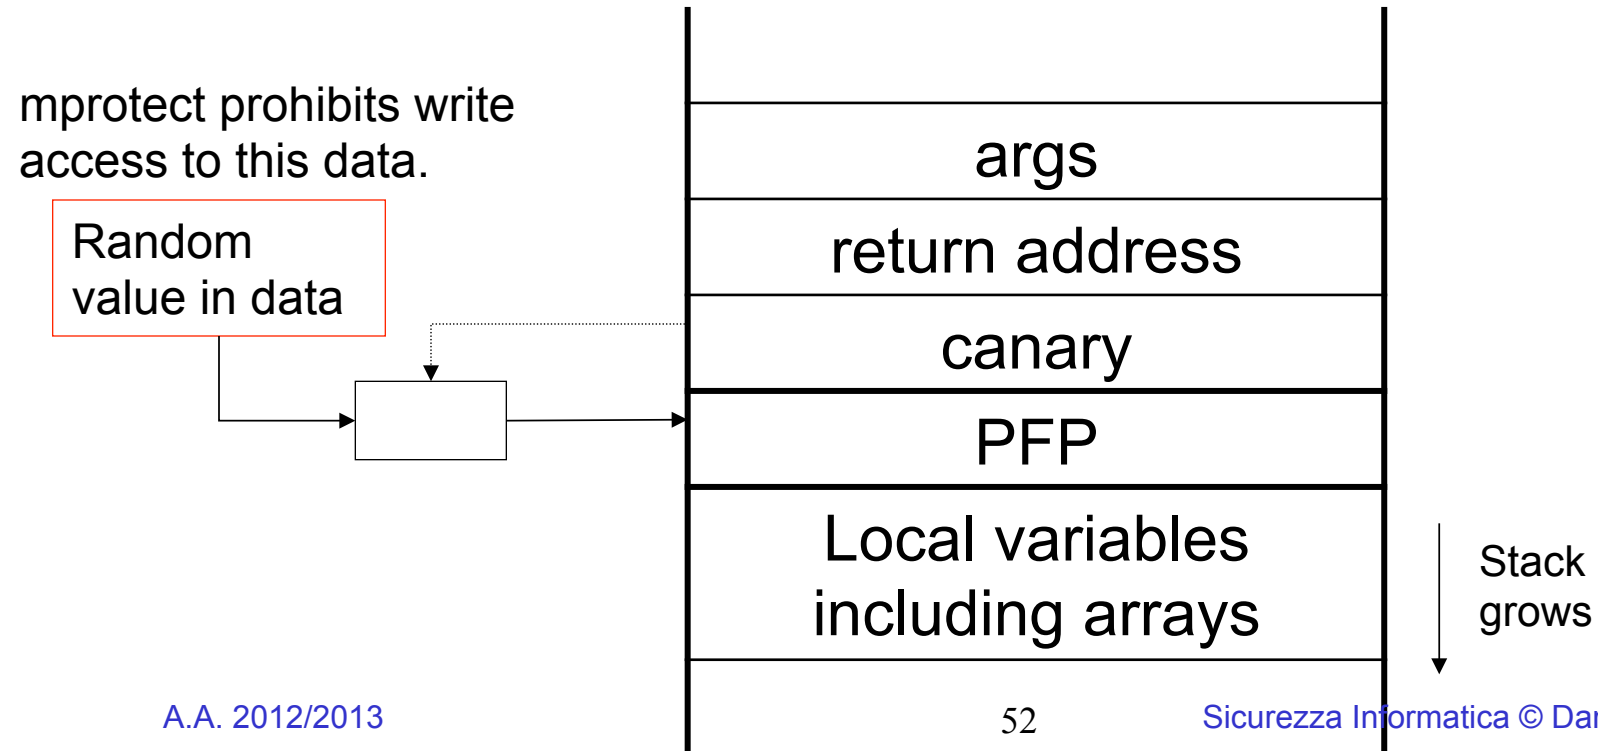 mprotect prohibits write
access to this data.
Random
value in data
args
return address
canary
PFP
Local variables
including arrays
Stack
grows
A.A. 2012/2013
52
Sicurezza Informatica ©